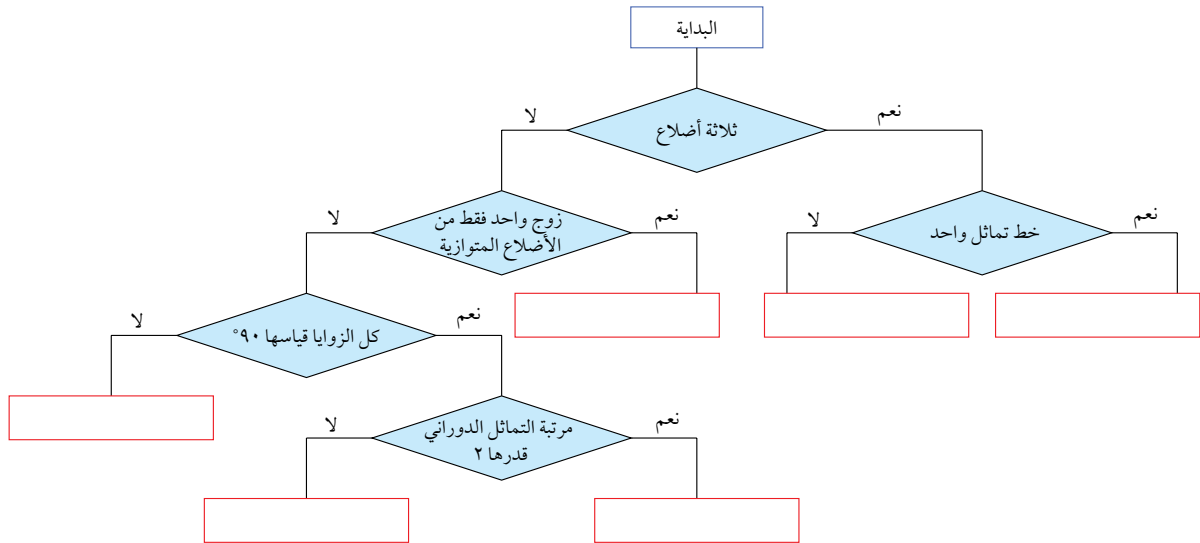 البداية
نعم
ثلاثة أضلاع
لا
نعم
خط تماثل واحد
لا
نعم
زوج واحد فقط من
الأضلاع المتوازية
لا
نعم
كل الزوايا قياسها ٩٠°
لا
نعم
مرتبة التماثل الدوراني
قدرها ٢
لا